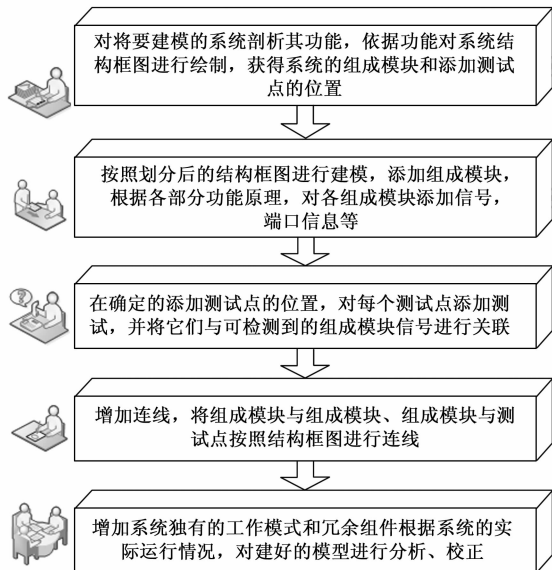 对将要建模的系统剖析其功能，依据功能对系统结
构框图进行绘制，获得系统的组成模块和添加测试
点的位置
按照划分后的结构框图进行建模，添加组成模块，
根据各部分功能原理，对各组成模块添加信号，
端口信息等
在确定的添加测试点的位置，对每个测试点添加测
试，并将它们与可检测到的组成模块信号进行关联
增加连线，将组成模块与组成模块、组成模块与测
试点按照结构框图进行连线
增加系统独有的工作模式和冗余组件根据系统的实
际运行情况，对建好的模型进行分析、校正